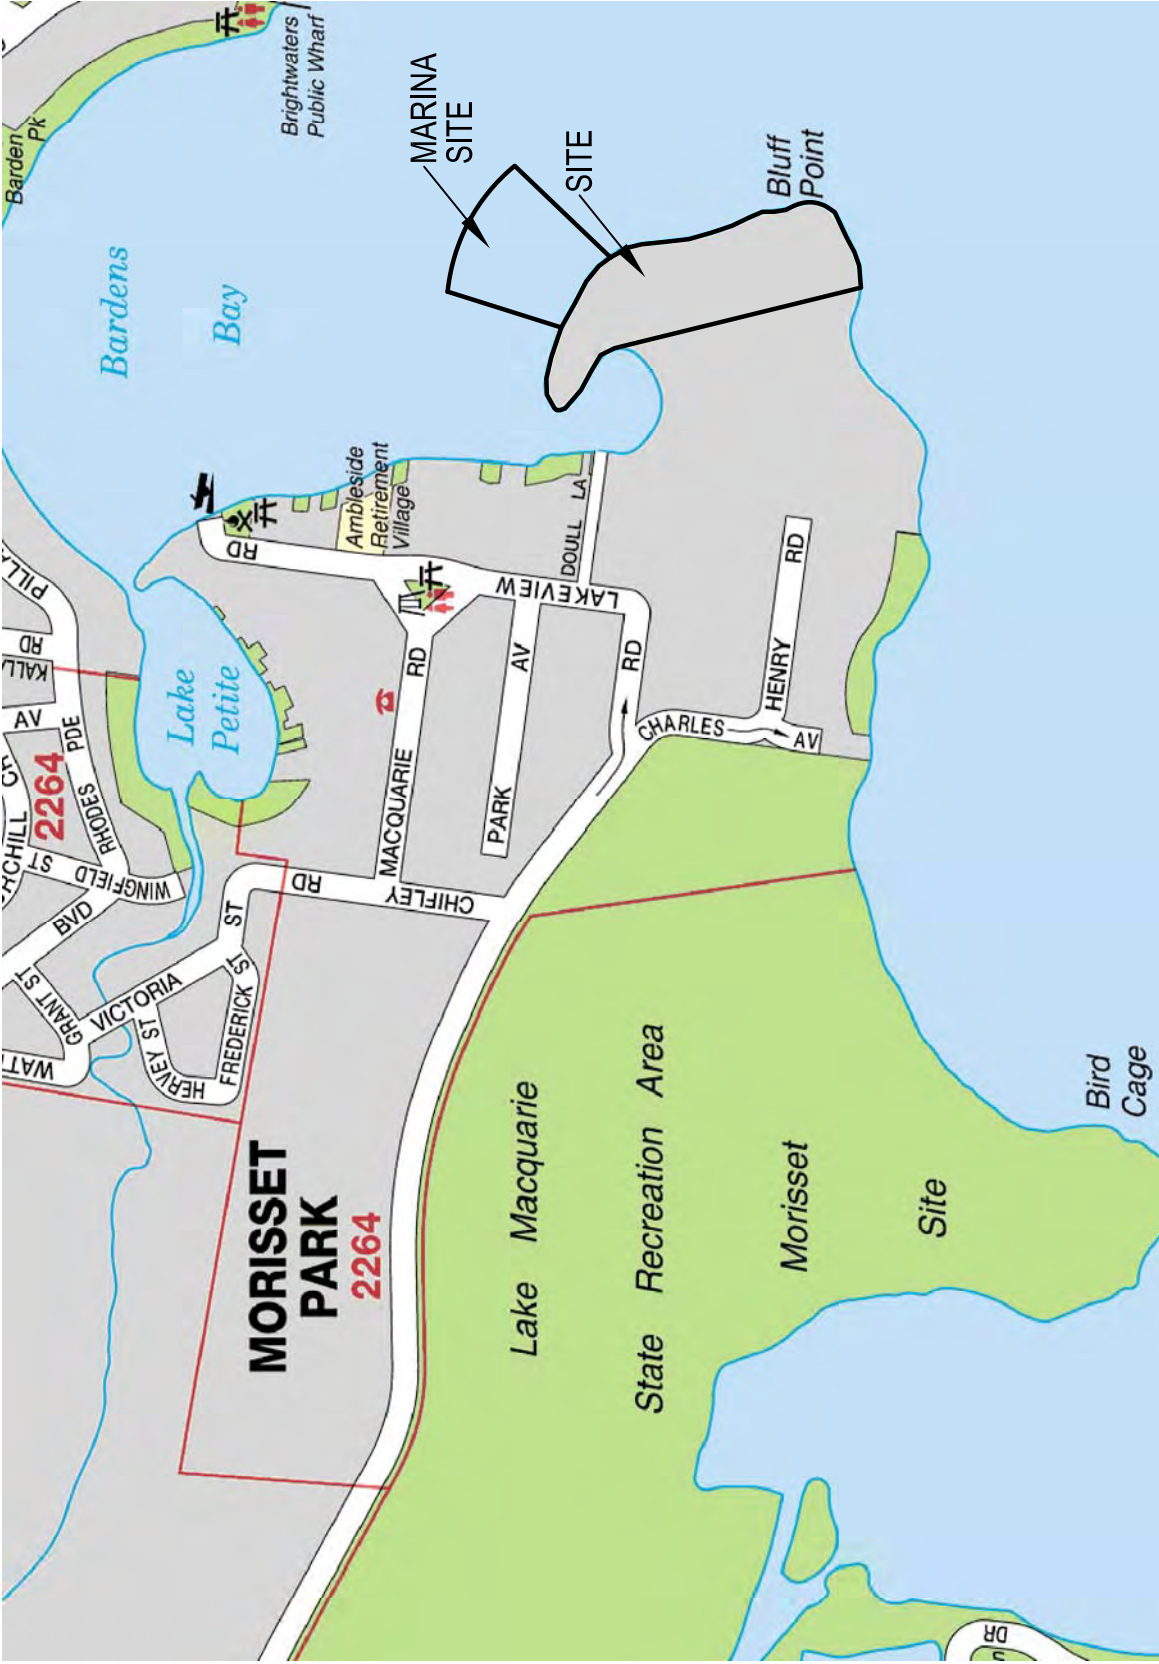 Barden
Pk
Brightwaters
Public Wharf
MARINA
SITE
SITE
Bluff
Point
Bardens
Bay
Ambleside
Retirement
Village
RD
DOULL LA
LAKEVIEW
RD
HENRY RD
CHARLES
AV
PARK AV
MACQUARIE RD
Lake
Petite
RD
AV
2264
RHODES PDE
ST
WINGFIELD
BVD
GRANT ST
VICTORIA ST
HERVEY ST
FREDERICK ST
CHIFLEY RD
MORISSET
PARK
2264
Lake Macquarie
State Recreation Area
Morisset
Site
Bird
Cage
DR